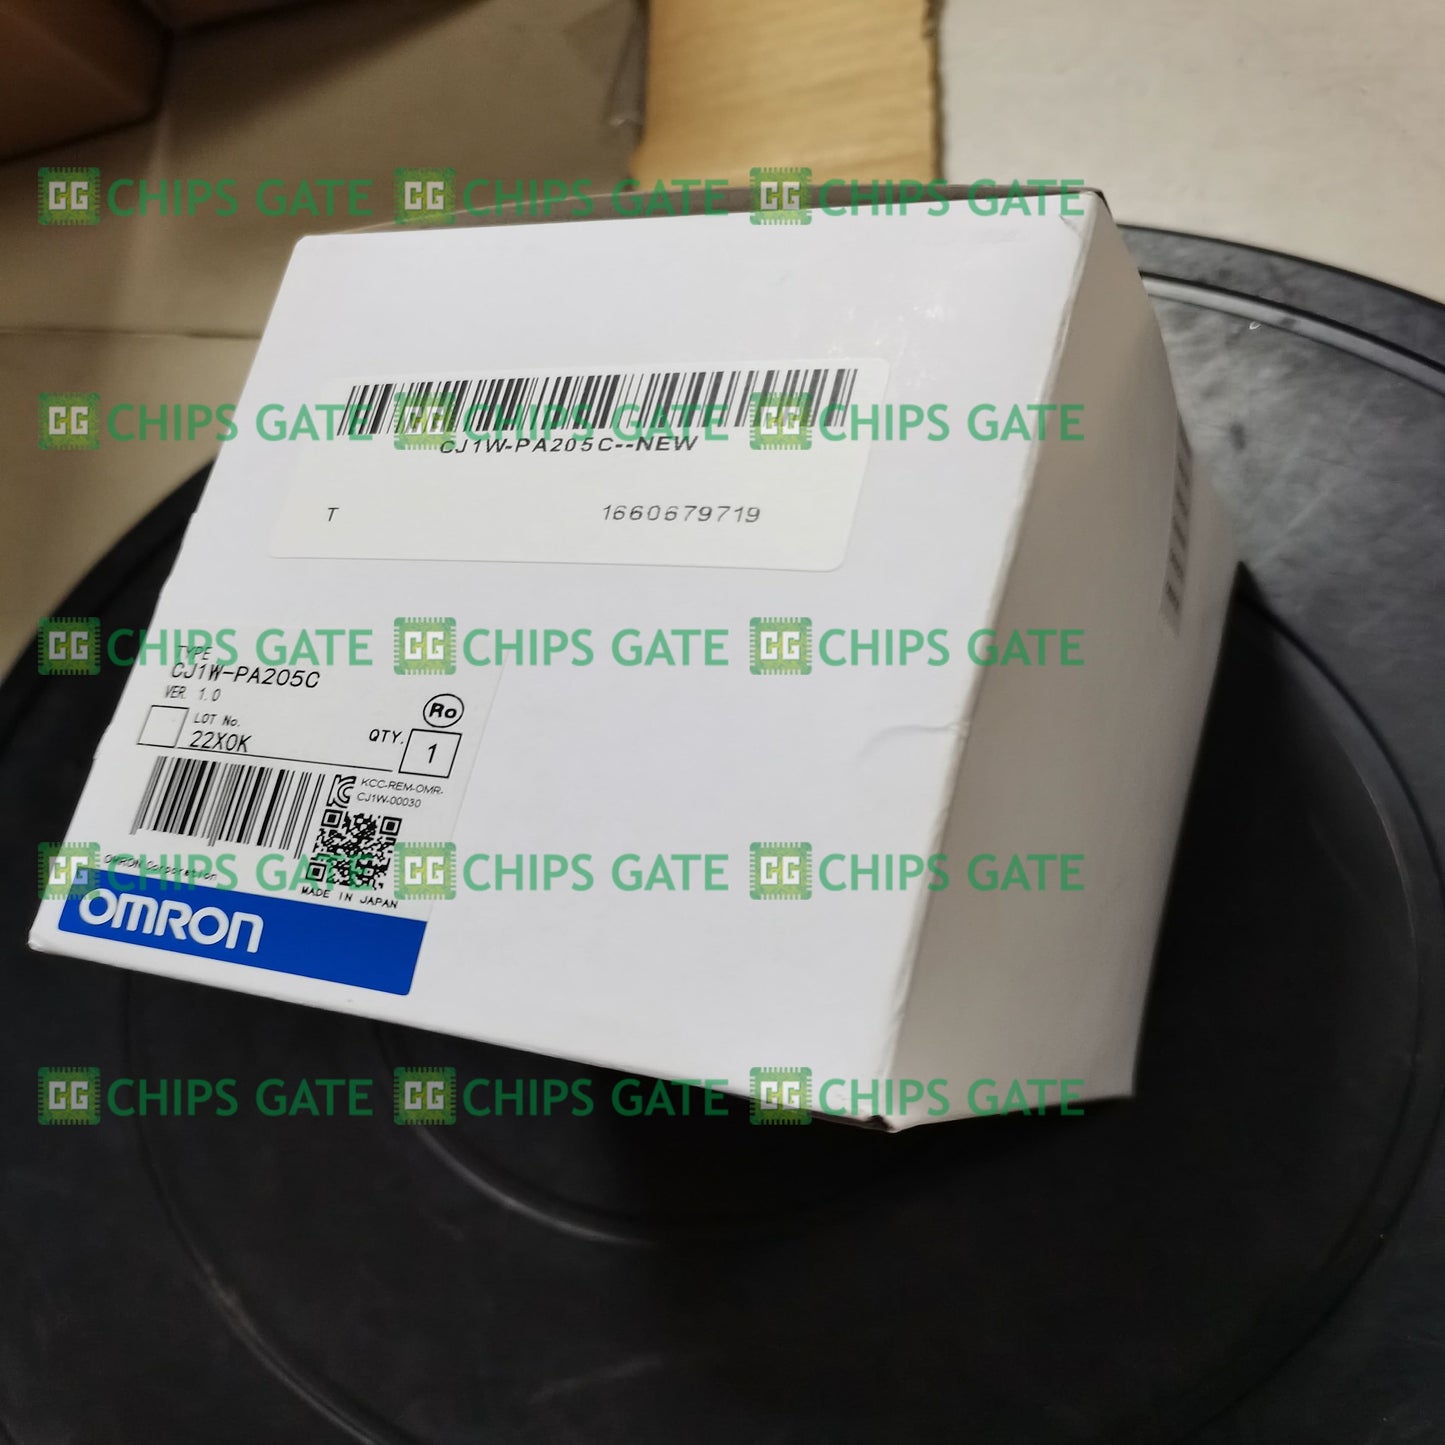 CG CHIPS GATE CG CHIPS GATE CG CHIPS GATE
CG CHIPS GATE CG CHIPS GATE CG CHIPS GATE
CJ1W-PA205C--NEW
T 1660679719
CG CHIPS GATE CG CHIPS GATE CG CHIPS GATE
TYPE
CJ1W-PA205C
VER. 1.0
Ro
LOT No.
22X0K
QTY. 1
KCC-REM-OMR-
CJ1W-00030
OMRON Corporation
CG CHIPS GATE CG CHIPS GATE CG CHIPS GATE
MADE IN JAPAN
OMRON
CG CHIPS GATE CG CHIPS GATE CG CHIPS GATE